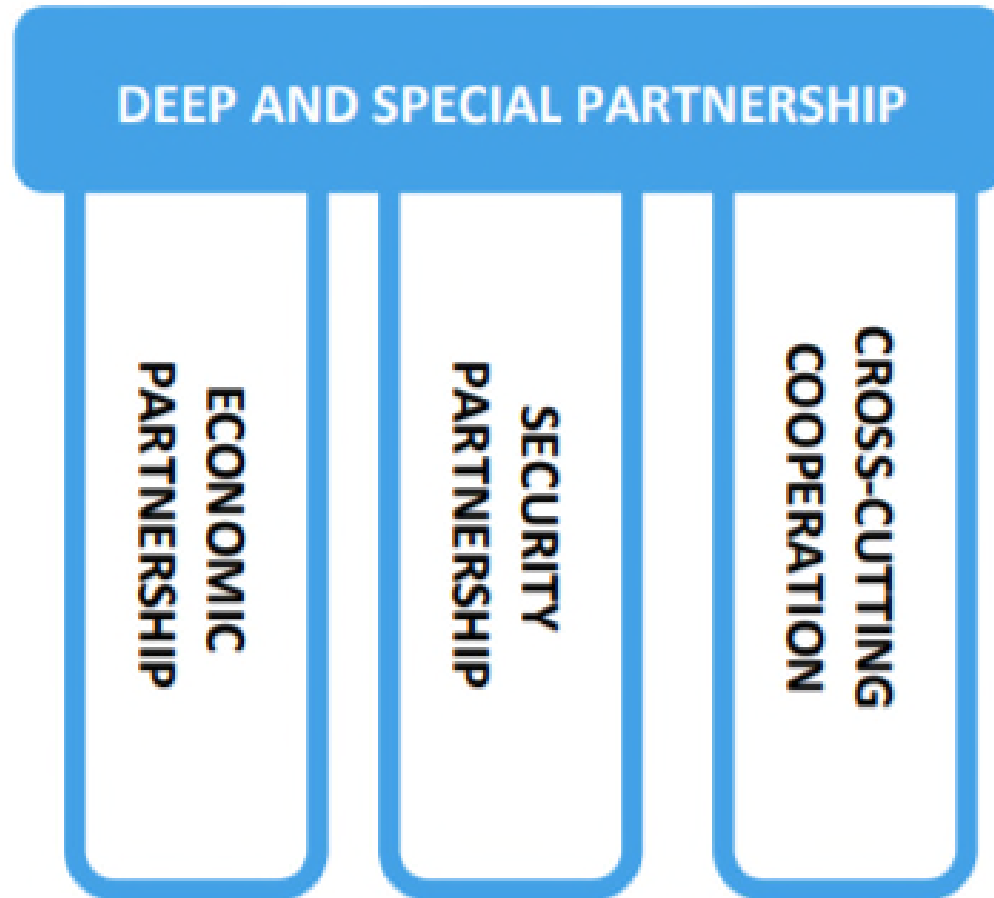 DEEP AND SPECIAL PARTNERSHIP
ECONOMIC
PARTNERSHIP
SECURITY
PARTNERSHIP
CROSS-CUTTING
COOPERATION